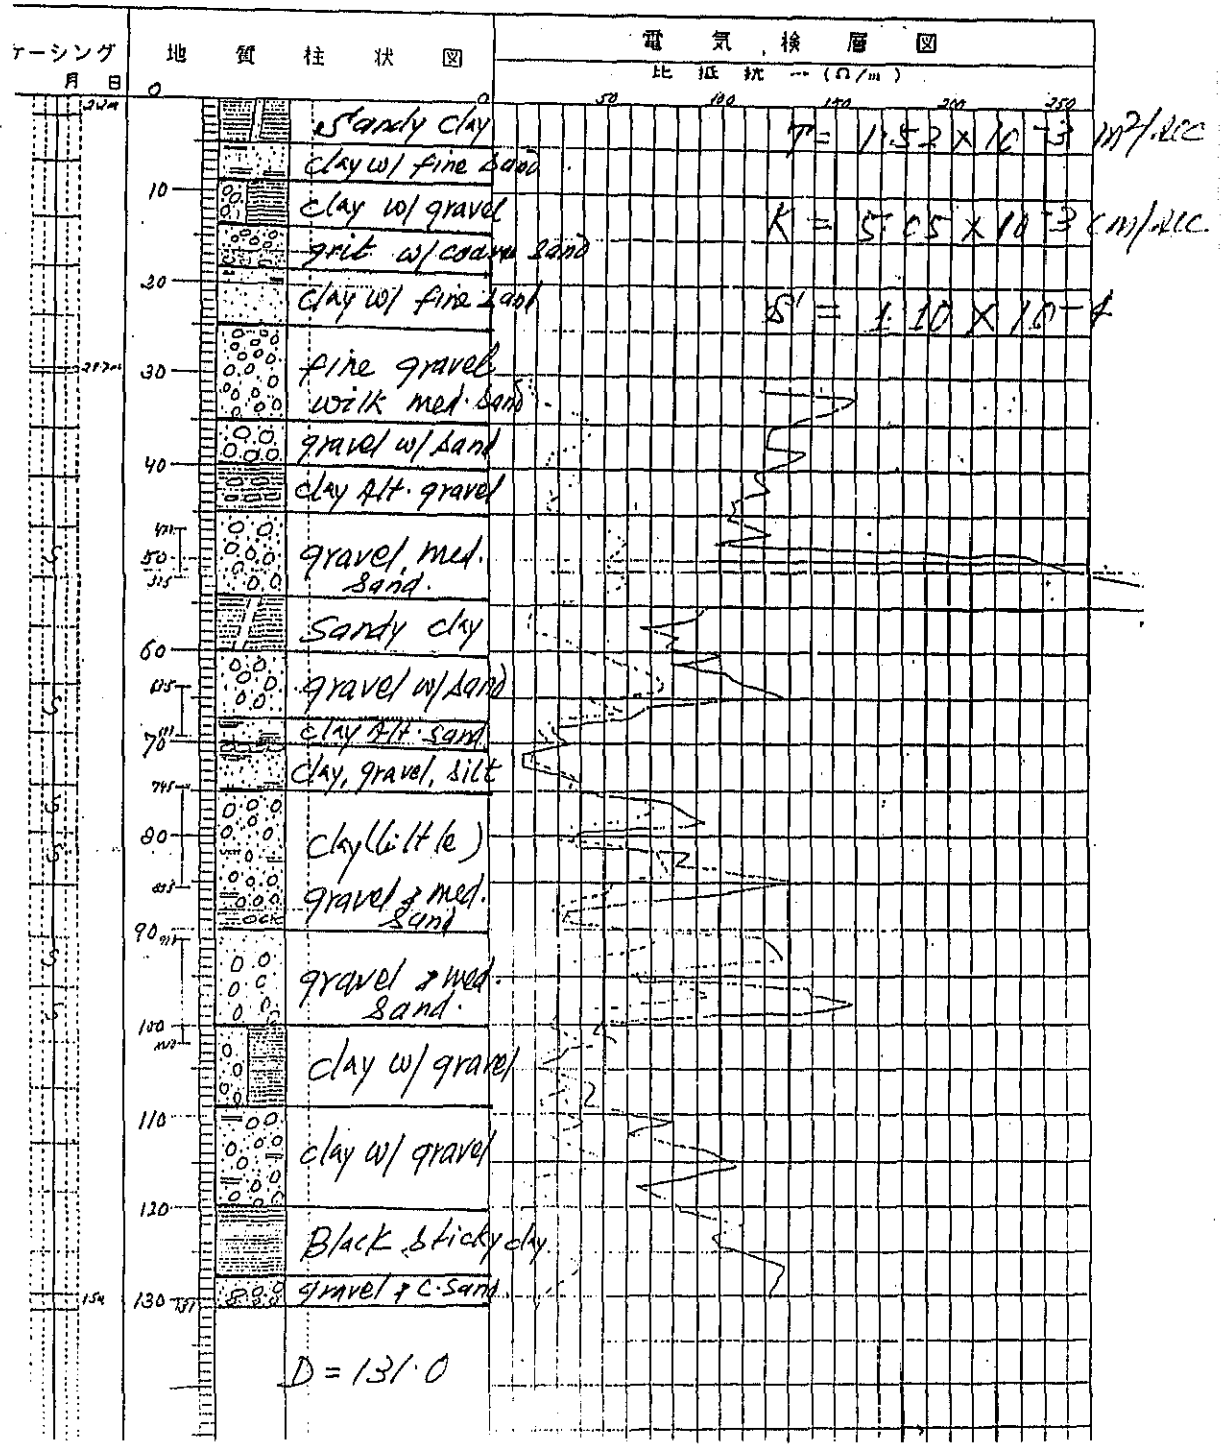 ケーシング
月 日
地 質 柱 状 図
電 気 検 層 図
比 抵 抗 --- (Ω/m)
0
0 50 100 150 200 250
Sandy clay
T = 1.52 × 10-3 m2/sec
clay w/ fine sand
10
clay w/ gravel
K = 5.05 × 10-3 cm/sec
grit w/ coarse sand
20
clay w/ fine sand
S = 1.10 × 10-4
30
fine gravel
with med. sand
gravel w/ sand
40
clay Alt. gravel
50
gravel, med.
sand.
Sandy clay
60
gravel w/ sand
clay Alt. sand
70
clay, gravel, silt
80
clay (little)
gravel & med.
sand
90
gravel & med.
sand.
100
clay w/ gravel
110
clay w/ gravel
120
Black sticky clay
130
gravel & C. Sand.
D = 131.0
S
S
S
S
S
S